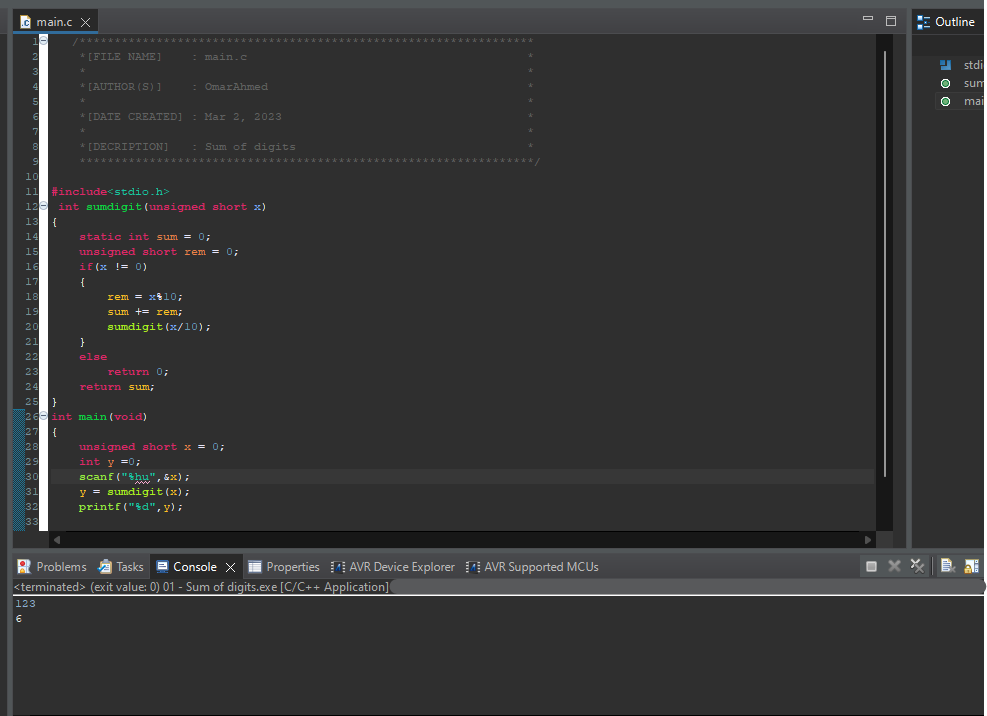 main.c
Outline
1 /*****************************************************************
2 *[FILE NAME] : main.c *
3 * *
4 *[AUTHOR(S)] : OmarAhmed *
5 * *
6 *[DATE CREATED] : Mar 2, 2023 *
7 * *
8 *[DECRIPTION] : Sum of digits *
9 *****************************************************************/
10
11 #include<stdio.h>
12 int sumdigit(unsigned short x)
13 {
14 static int sum = 0;
15 unsigned short rem = 0;
16 if(x != 0)
17 {
18 rem = x%10;
19 sum += rem;
20 sumdigit(x/10);
21 }
22 else
23 return 0;
24 return sum;
25 }
26 int main(void)
27 {
28 unsigned short x = 0;
29 int y =0;
30 scanf("%hu",&x);
31 y = sumdigit(x);
32 printf("%d",y);
33
stdi
sum
mai
Problems Tasks Console Properties AVR Device Explorer AVR Supported MCUs
<terminated> (exit value: 0) 01 - Sum of digits.exe [C/C++ Application]
123
6